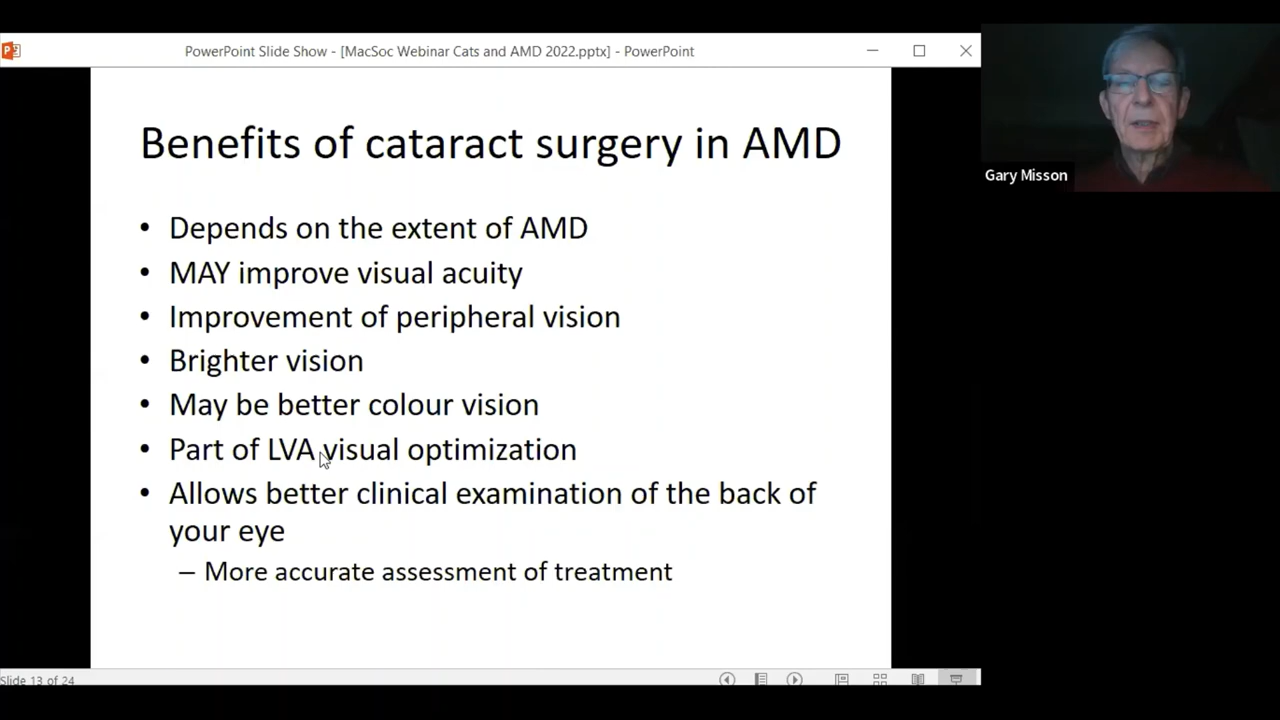 PowerPoint Slide Show - [MacSoc Webinar Cats and AMD 2022.pptx] - PowerPoint
Benefits of cataract surgery in AMD
• Depends on the extent of AMD
• MAY improve visual acuity
• Improvement of peripheral vision
• Brighter vision
• May be better colour vision
• Part of LVA visual optimization
• Allows better clinical examination of the back of
your eye
– More accurate assessment of treatment
Gary Misson
Slide 13 of 24